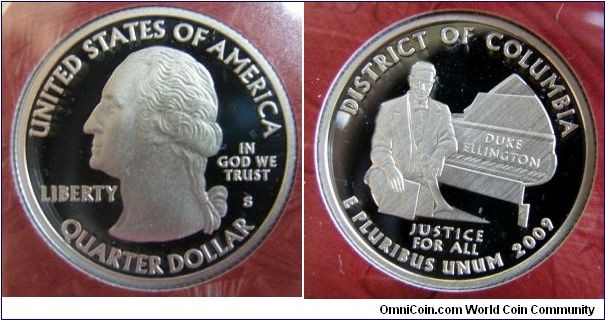 UNITED STATES OF AMERICA
LIBERTY
IN
GOD WE
TRUST
S
QUARTER DOLLAR
DISTRICT OF COLUMBIA
DUKE
ELLINGTON
JUSTICE
FOR ALL
E PLURIBUS UNUM 2009
OmniCoin.com World Coin Community